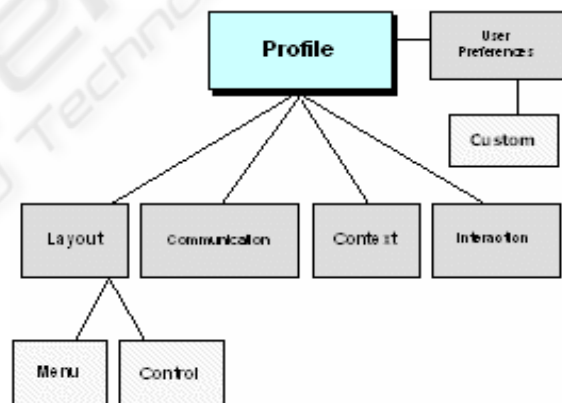 Profile
User
Preferences
Custom
Layout
Communication
Context
Interaction
Menu
Control